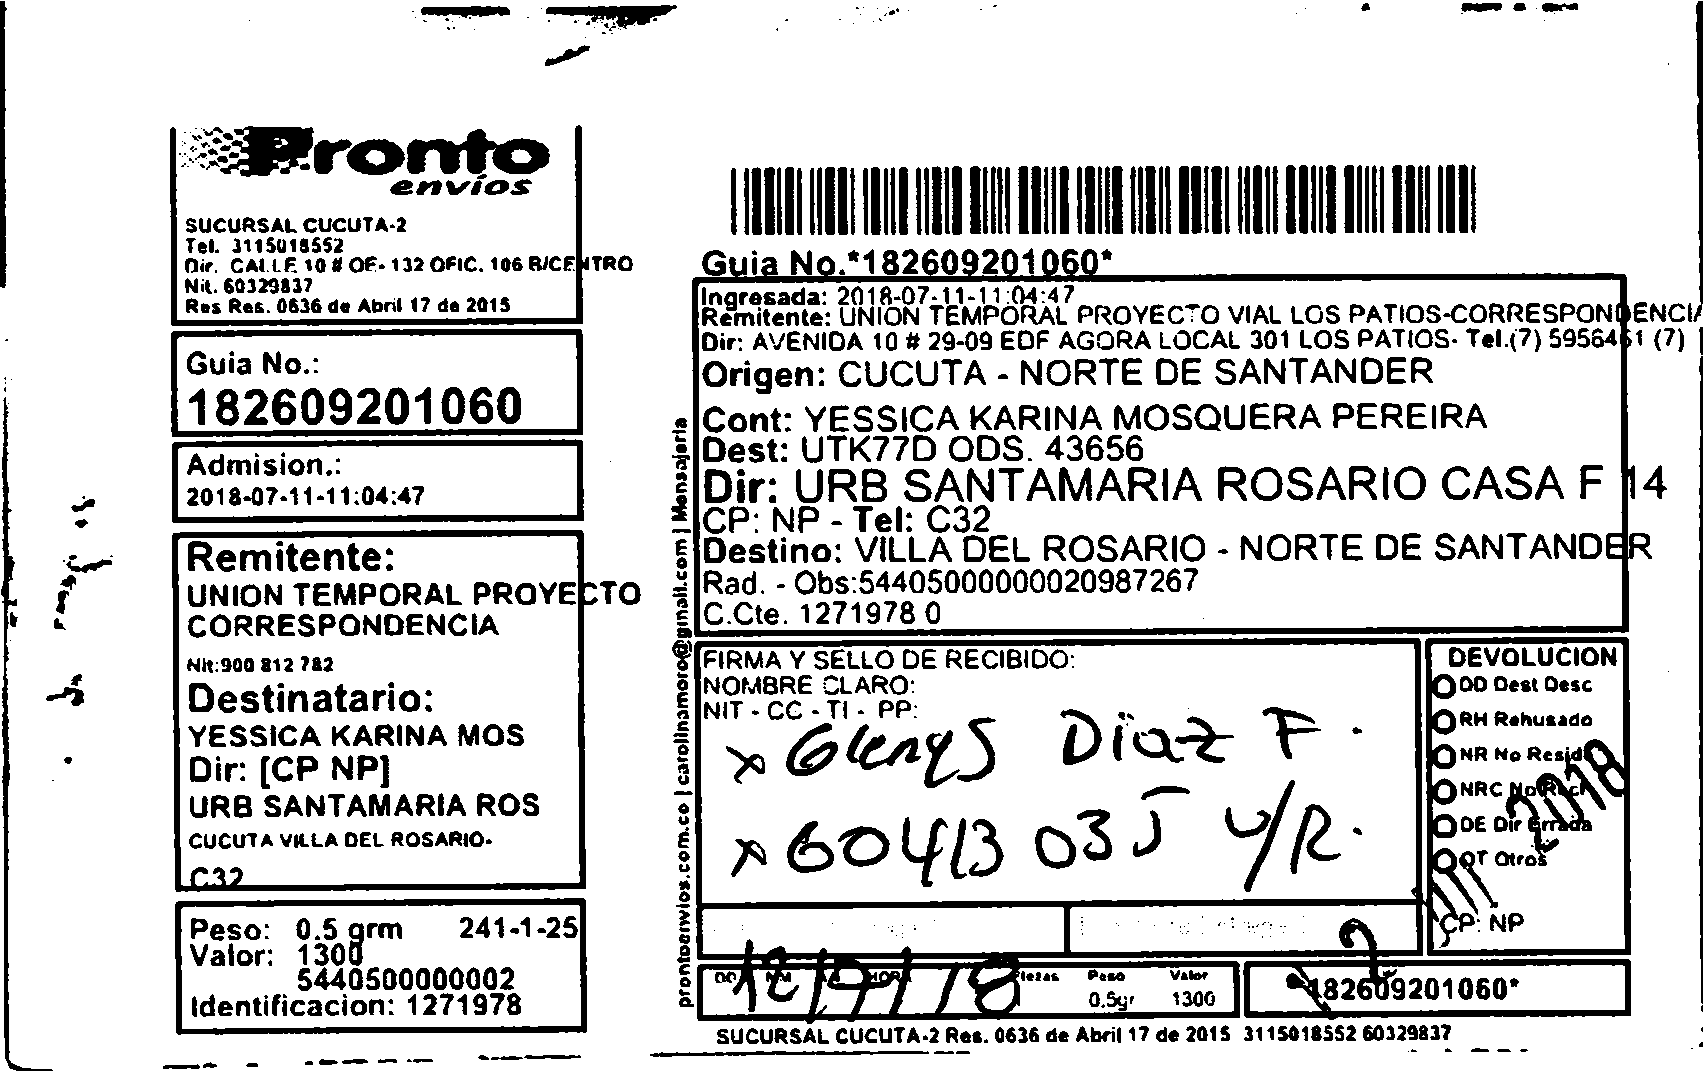 Pronto
envíos
SUCURSAL CUCUTA-2
Tel. 3115018552
Dir. CALLE 10 # OE-132 OFIC. 106 B/CENTRO
Nit. 60329837
Res Res. 0636 de Abril 17 de 2015
Guia No.:
182609201060
Admision.:
2018-07-11-11:04:47
Remitente:
UNION TEMPORAL PROYECTO
CORRESPONDENCIA
Nit:900 812 782
Destinatario:
YESSICA KARINA MOS
Dir: [CP NP]
URB SANTAMARIA ROS
CUCUTA VILLA DEL ROSARIO-
C32
Peso: 0.5 grm 241-1-25
Valor: 1300
5440500000002
Identificacion: 1271978
prontoenvios.com.co | carolinamoro@gmail.com | Mensajeria
Guia No.*182609201060*
Ingresada: 2018-07-11-11:04:47
Remitente: UNION TEMPORAL PROYECTO VIAL LOS PATIOS-CORRESPONDENCIA
Dir: AVENIDA 10 # 29-09 EDF AGORA LOCAL 301 LOS PATIOS- Tel.(7) 5956461 (7)
Origen: CUCUTA - NORTE DE SANTANDER
Cont: YESSICA KARINA MOSQUERA PEREIRA
Dest: UTK77D ODS. 43656
Dir: URB SANTAMARIA ROSARIO CASA F 14
CP: NP - Tel: C32
Destino: VILLA DEL ROSARIO - NORTE DE SANTANDER
Rad. - Obs:54405000000020987267
C.Cte. 1271978 0
FIRMA Y SELLO DE RECIBIDO:
NOMBRE CLARO:
NIT - CC - TI - PP:
x Glenys Diaz F.
x 60413035 V/R.
DEVOLUCION
DD Dest Desc
RH Rehusado
NR No Resid
NRC No Recl
DE Dir Errada
OT Otros
2018
CP: NP
DD MM HOR Piezas Peso Valor
12/7/18 0.5gr 1300
*182609201060*
SUCURSAL CUCUTA-2 Res. 0636 de Abril 17 de 2015 3115018552 60329837